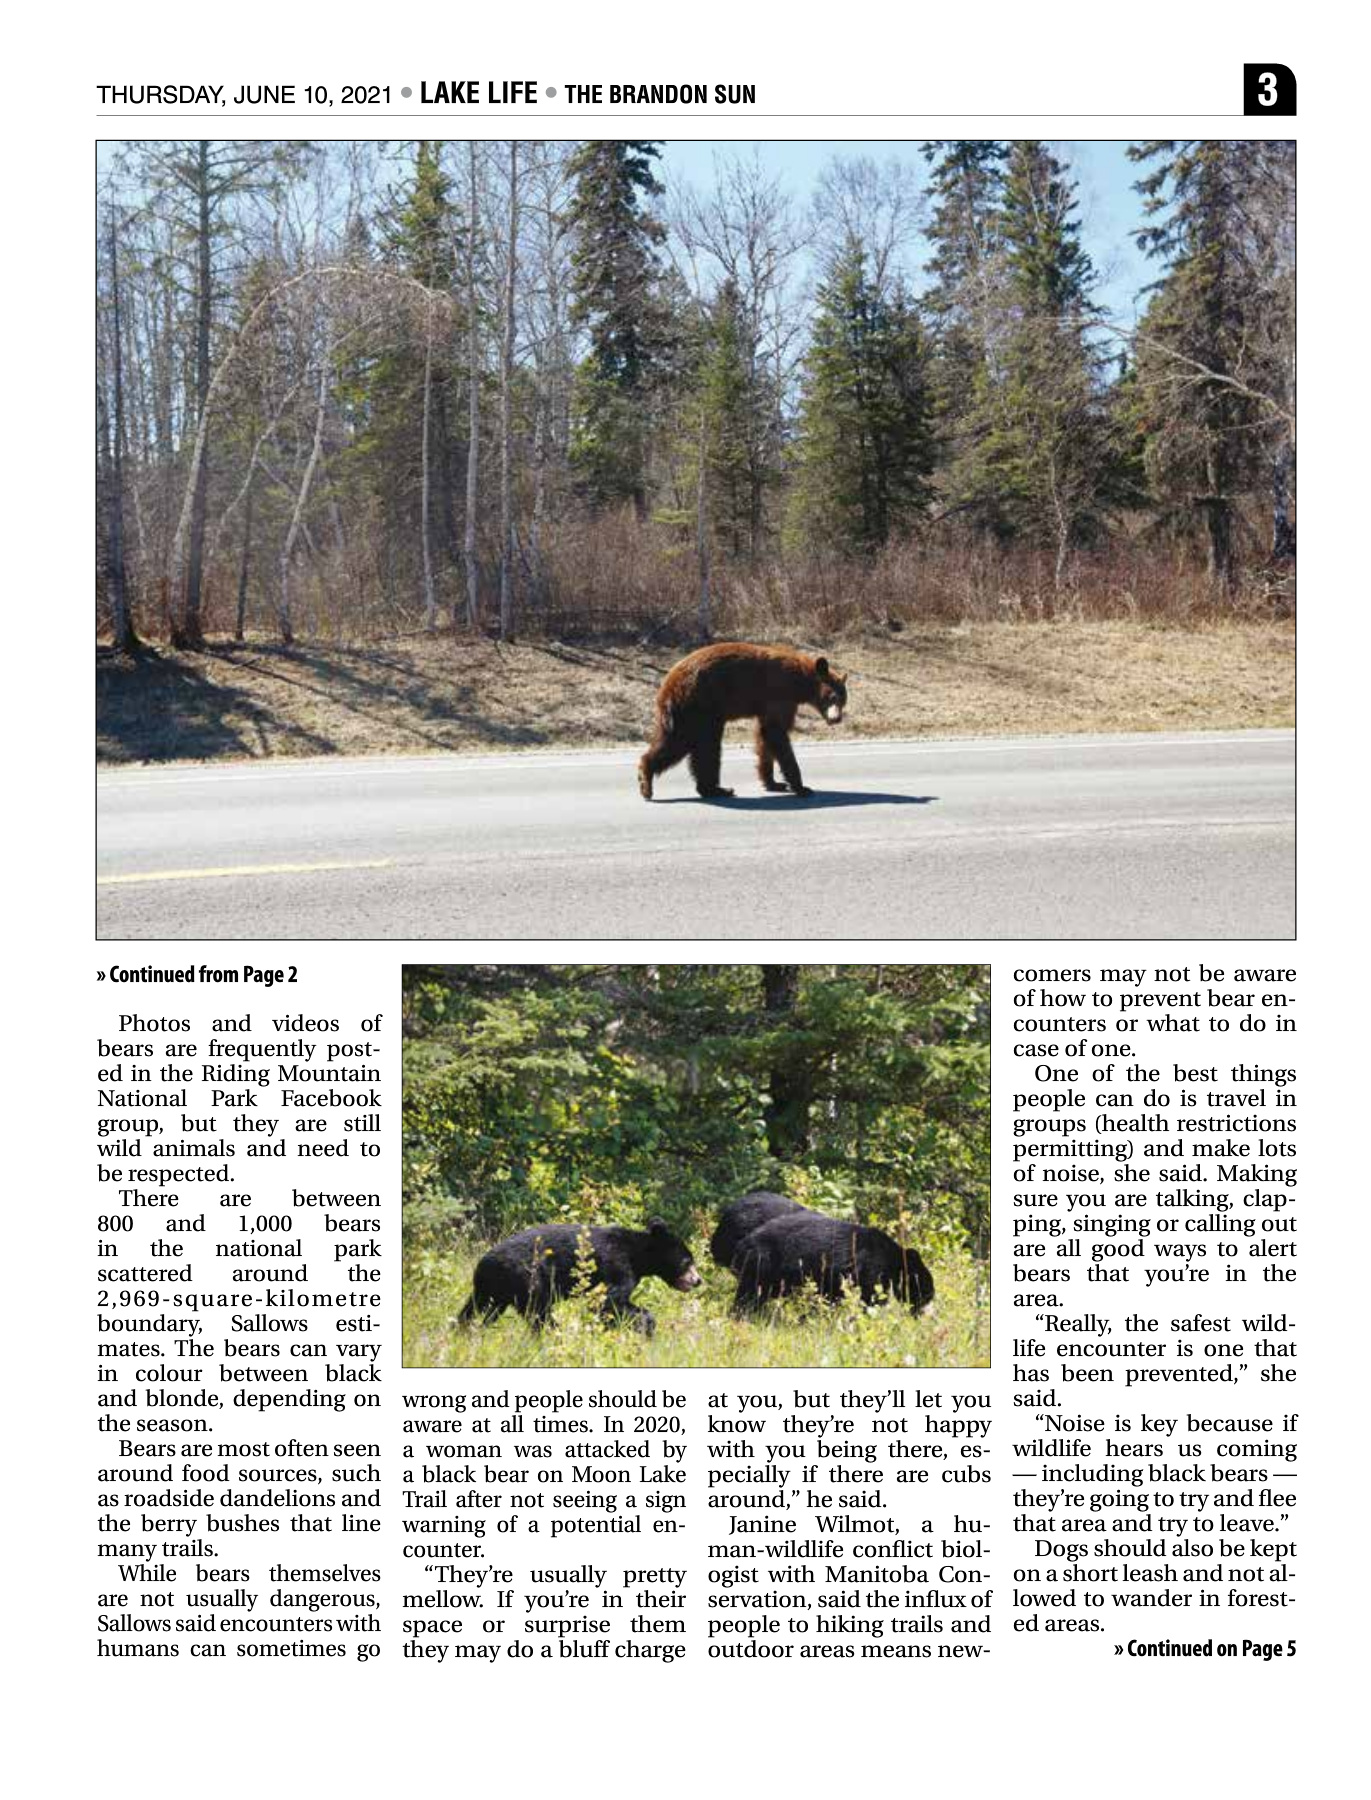 THURSDAY, JUNE 10, 2021 • LAKE LIFE • THE BRANDON SUN
3
» Continued from Page 2
Photos and videos of
bears are frequently post-
ed in the Riding Mountain
National Park Facebook
group, but they are still
wild animals and need to
be respected.
There are between
800 and 1,000 bears
in the national park
scattered around the
2,969-square-kilometre
boundary, Sallows esti-
mates. The bears can vary
in colour between black
and blonde, depending on
the season.
Bears are most often seen
around food sources, such
as roadside dandelions and
the berry bushes that line
many trails.
While bears themselves
are not usually dangerous,
Sallows said encounters with
humans can sometimes go
wrong and people should be
aware at all times. In 2020,
a woman was attacked by
a black bear on Moon Lake
Trail after not seeing a sign
warning of a potential en-
counter.
“They’re usually pretty
mellow. If you’re in their
space or surprise them
they may do a bluff charge
at you, but they’ll let you
know they’re not happy
with you being there, es-
pecially if there are cubs
around,” he said.
Janine Wilmot, a hu-
man-wildlife conflict biol-
ogist with Manitoba Con-
servation, said the influx of
people to hiking trails and
outdoor areas means new-
comers may not be aware
of how to prevent bear en-
counters or what to do in
case of one.
One of the best things
people can do is travel in
groups (health restrictions
permitting) and make lots
of noise, she said. Making
sure you are talking, clap-
ping, singing or calling out
are all good ways to alert
bears that you’re in the
area.
“Really, the safest wild-
life encounter is one that
has been prevented,” she
said.
“Noise is key because if
wildlife hears us coming
— including black bears —
they’re going to try and flee
that area and try to leave.”
Dogs should also be kept
on a short leash and not al-
lowed to wander in forest-
ed areas.
» Continued on Page 5